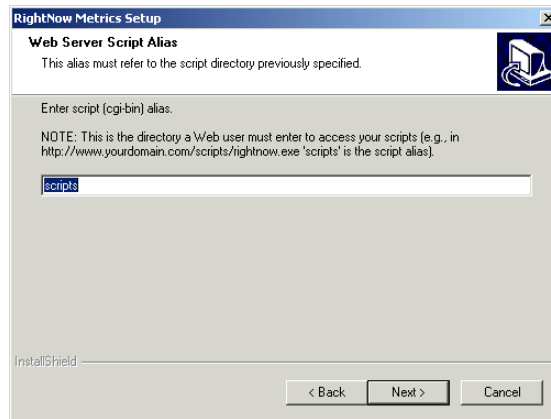 RightNow Metrics Setup
Web Server Script Alias
This alias must refer to the script directory previously specified.
Enter script (cgi-bin) alias.
NOTE: This is the directory a Web user must enter to access your scripts (e.g., in
http://www.yourdomain.com/scripts/rightnow.exe 'scripts' is the script alias).
scripts
InstallShield
< Back Next > Cancel